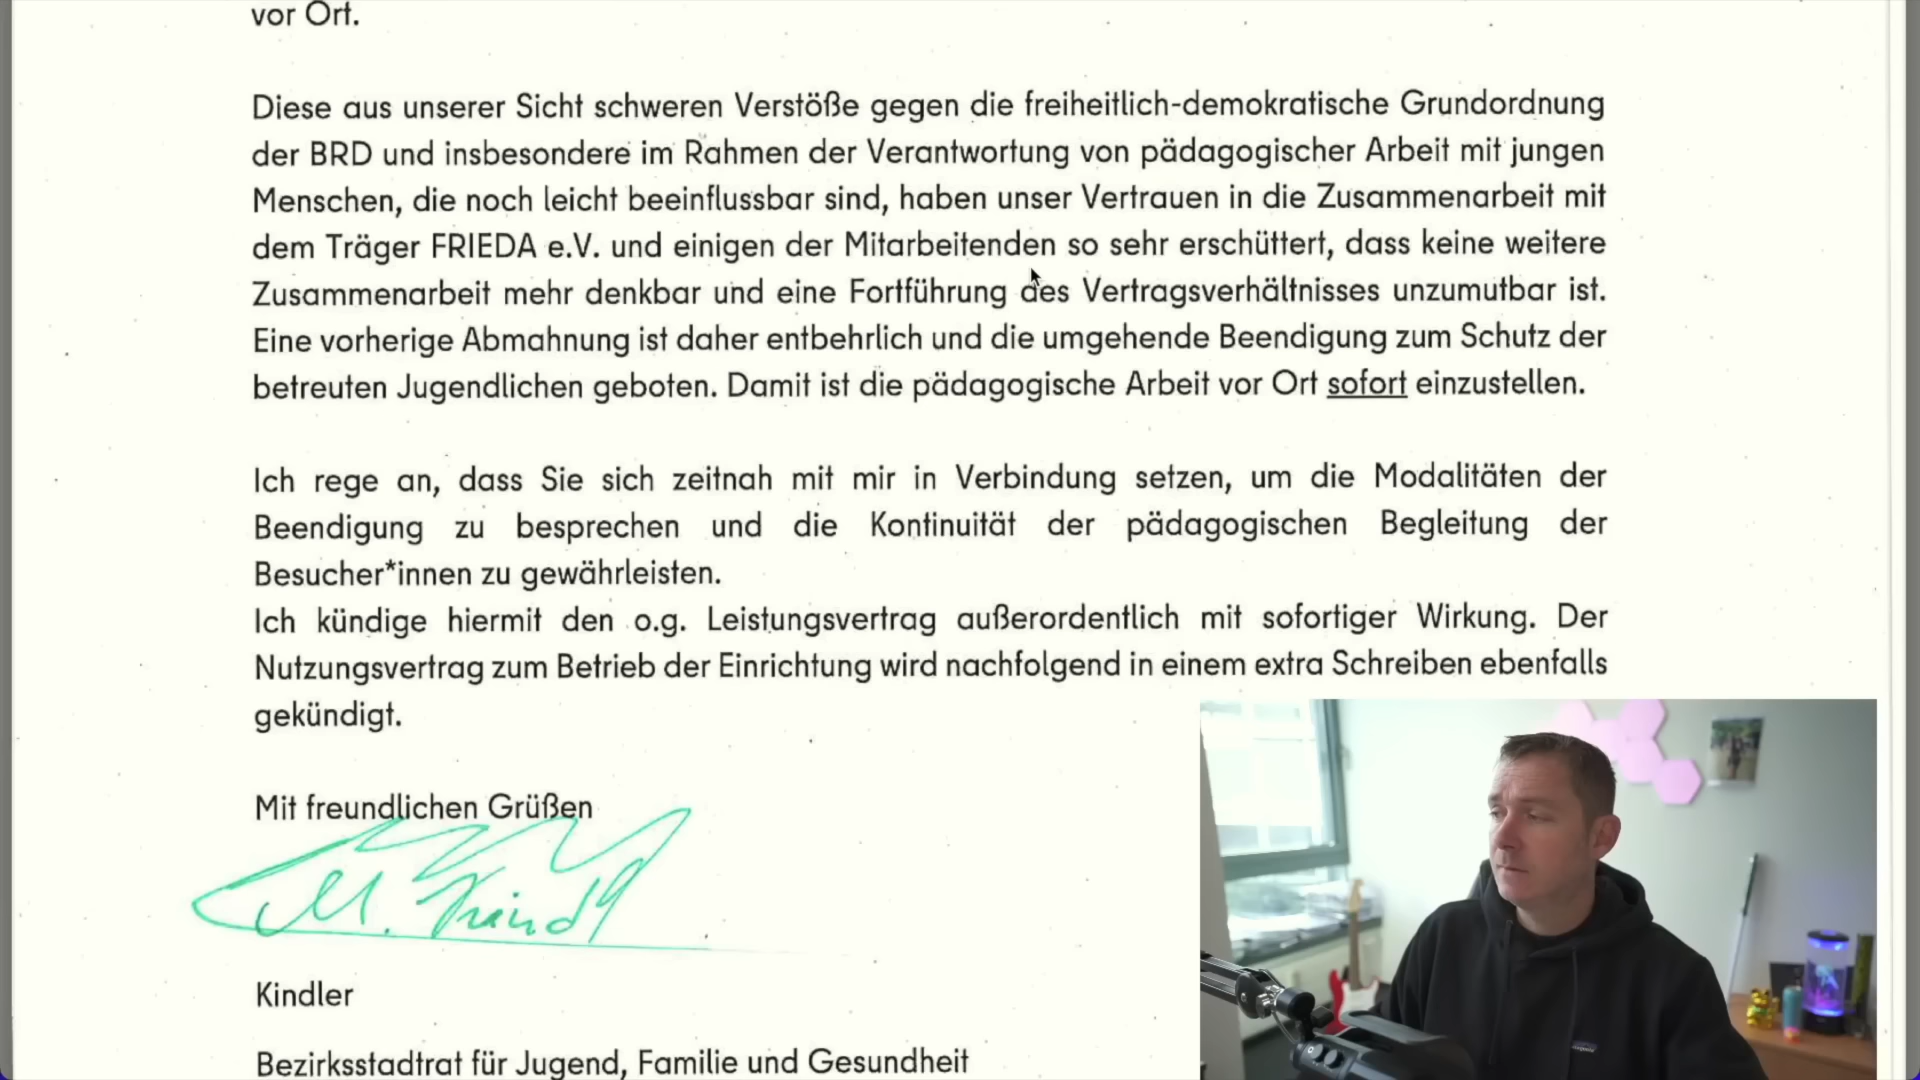 vor Ort.
Diese aus unserer Sicht schweren Verstöße gegen die freiheitlich-demokratische Grundordnung
der BRD und insbesondere im Rahmen der Verantwortung von pädagogischer Arbeit mit jungen
Menschen, die noch leicht beeinflussbar sind, haben unser Vertrauen in die Zusammenarbeit mit
dem Träger FRIEDA e.V. und einigen der Mitarbeitenden so sehr erschüttert, dass keine weitere
Zusammenarbeit mehr denkbar und eine Fortführung des Vertragsverhältnisses unzumutbar ist.
Eine vorherige Abmahnung ist daher entbehrlich und die umgehende Beendigung zum Schutz der
betreuten Jugendlichen geboten. Damit ist die pädagogische Arbeit vor Ort sofort einzustellen.
Ich rege an, dass Sie sich zeitnah mit mir in Verbindung setzen, um die Modalitäten der
Beendigung zu besprechen und die Kontinuität der pädagogischen Begleitung der
Besucher*innen zu gewährleisten.
Ich kündige hiermit den o.g. Leistungsvertrag außerordentlich mit sofortiger Wirkung. Der
Nutzungsvertrag zum Betrieb der Einrichtung wird nachfolgend in einem extra Schreiben ebenfalls
gekündigt.
Mit freundlichen Grüßen
Kindler
Bezirksstadtrat für Jugend, Familie und Gesundheit